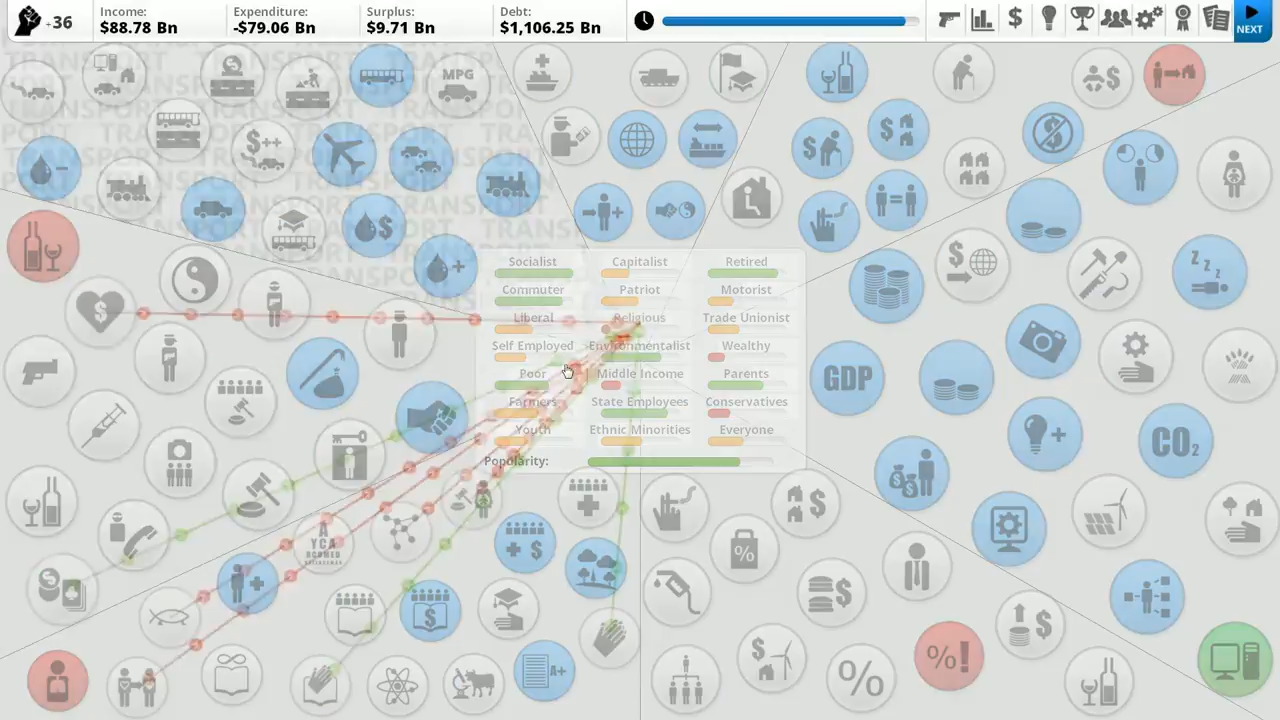 +36
Income:
$88.78 Bn
Expenditure:
-$79.06 Bn
Surplus:
$9.71 Bn
Debt:
$1,106.25 Bn
NEXT
TRANSPORT TRANSPORT
MPG
$++
Socialist Capitalist Retired
Commuter Patriot Motorist
Liberal Religious Trade Unionist
Self Employed Environmentalist Wealthy
Poor Middle Income Parents
Farmers State Employees Conservatives
Youth Ethnic Minorities Everyone
Popularity:
GDP
CO₂
A+
%
%!